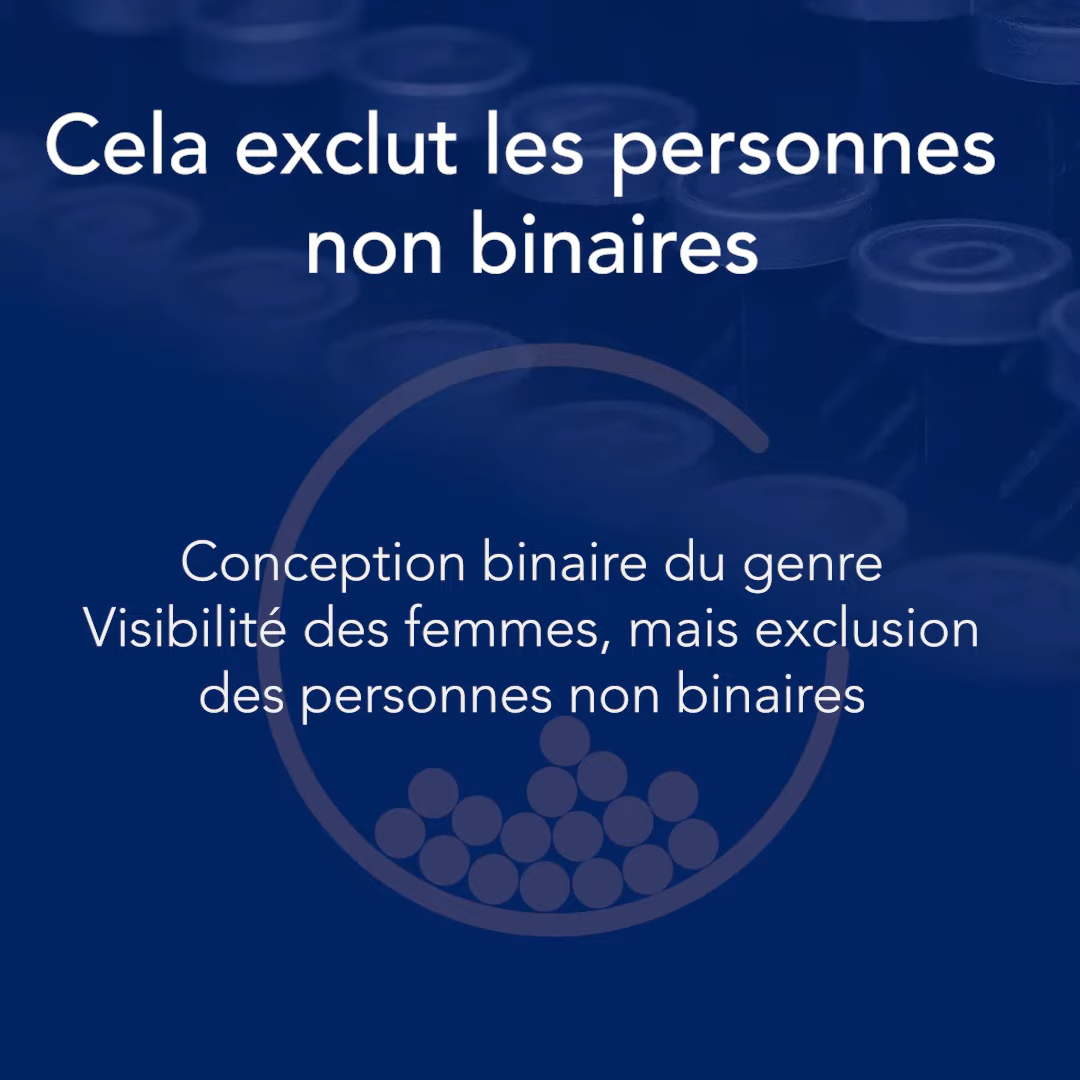 Cela exclut les personnes
non binaires
Conception binaire du genre
Visibilité des femmes, mais exclusion
des personnes non binaires